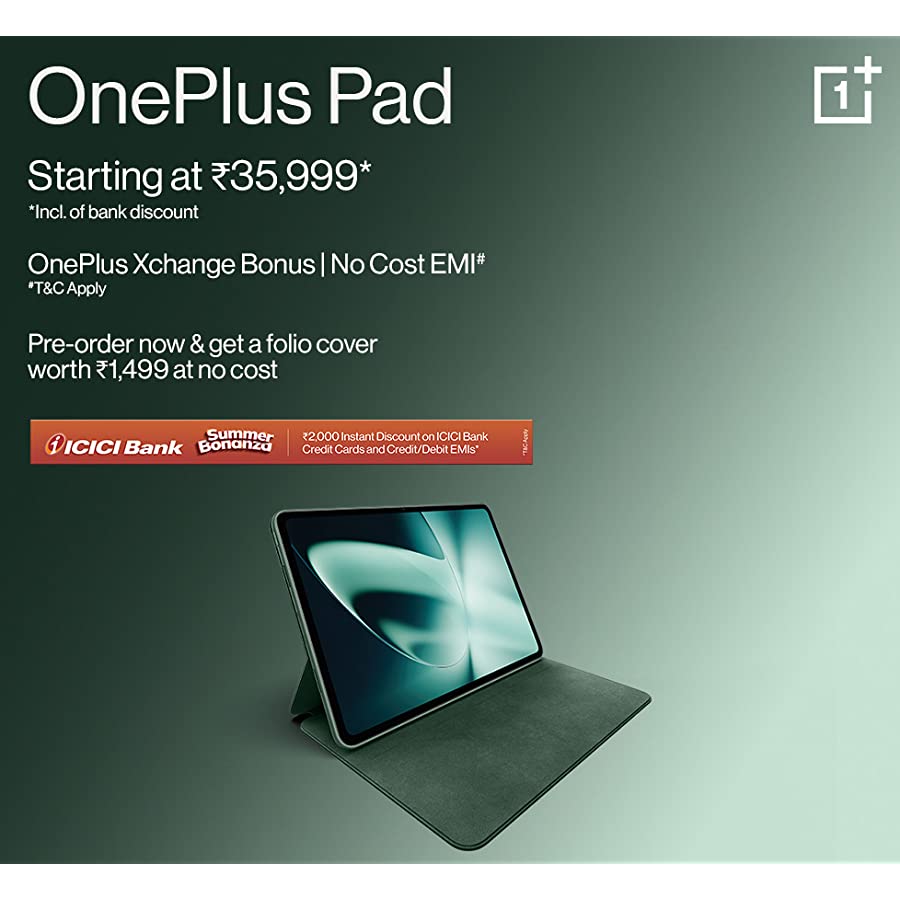 OnePlus Pad
1+
Starting at ₹35,999*
*Incl. of bank discount
OnePlus Xchange Bonus | No Cost EMI#
#T&C Apply
Pre-order now & get a folio cover
worth ₹1,499 at no cost
ICICI Bank
Summer
Bonanza
₹2,000 Instant Discount on ICICI Bank
Credit Cards and Credit/Debit EMIs*
*T&C Apply